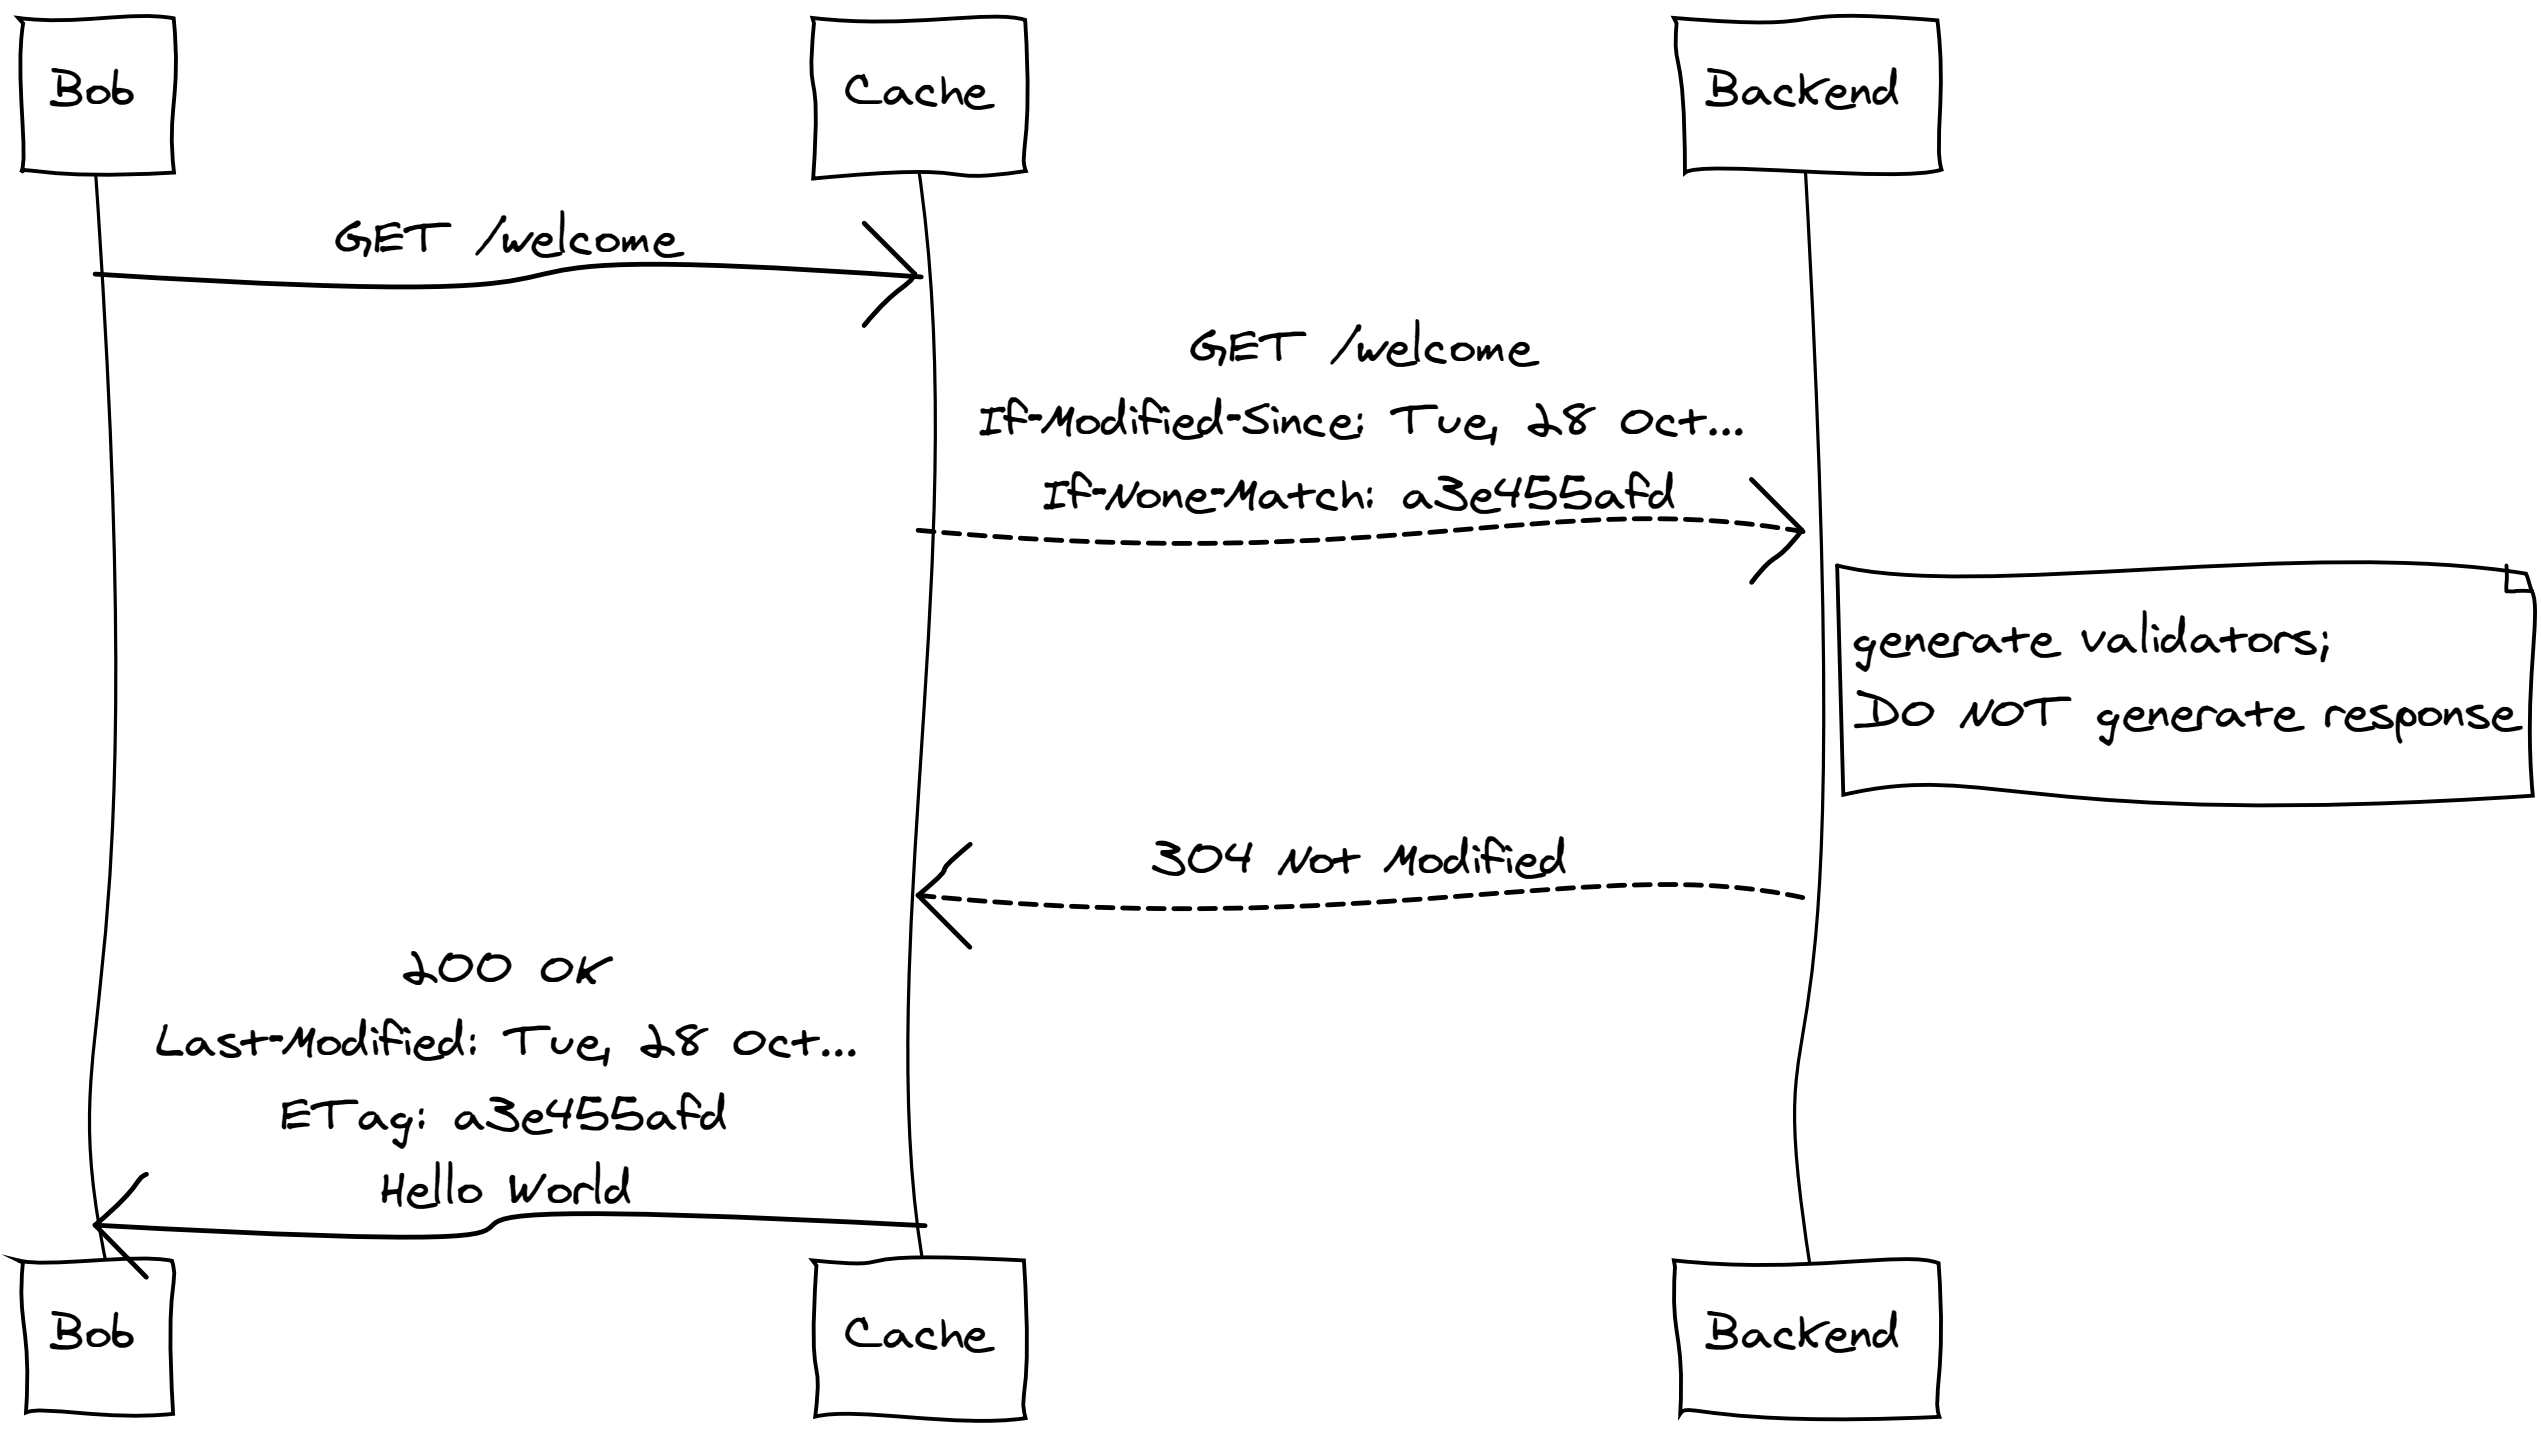 Bob
Cache
Backend
GET /welcome
GET /welcome
If-Modified-Since: Tue, 28 Oct...
If-None-Match: a3e455afd
generate validators;
DO NOT generate response
304 Not Modified
200 OK
Last-Modified: Tue, 28 Oct...
ETag: a3e455afd
Hello World
Bob
Cache
Backend